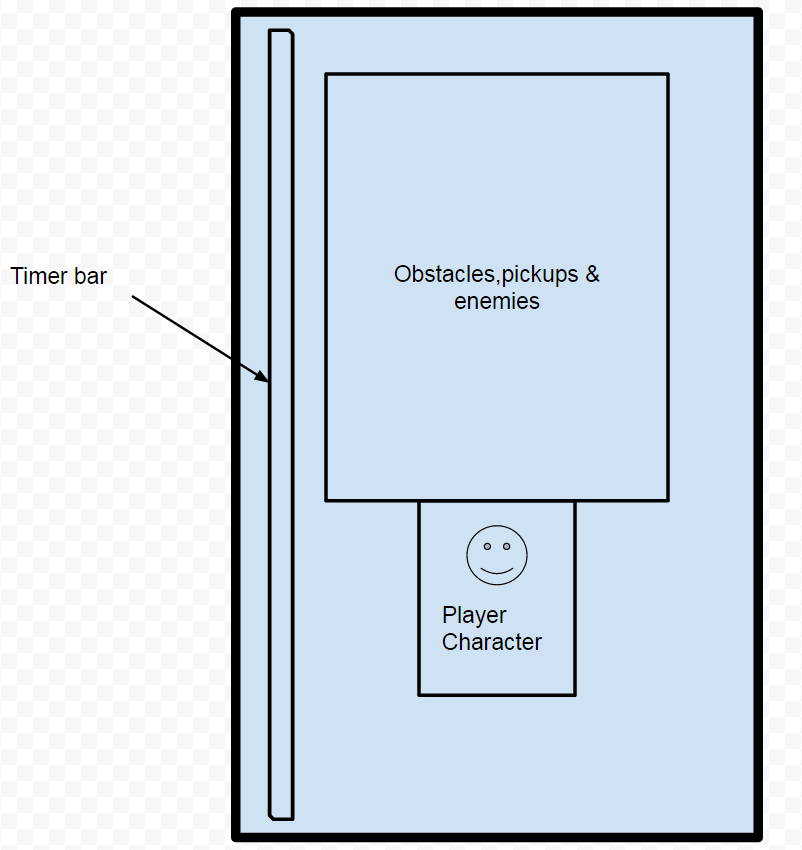 Timer bar
Obstacles,pickups &
enemies
Player
Character